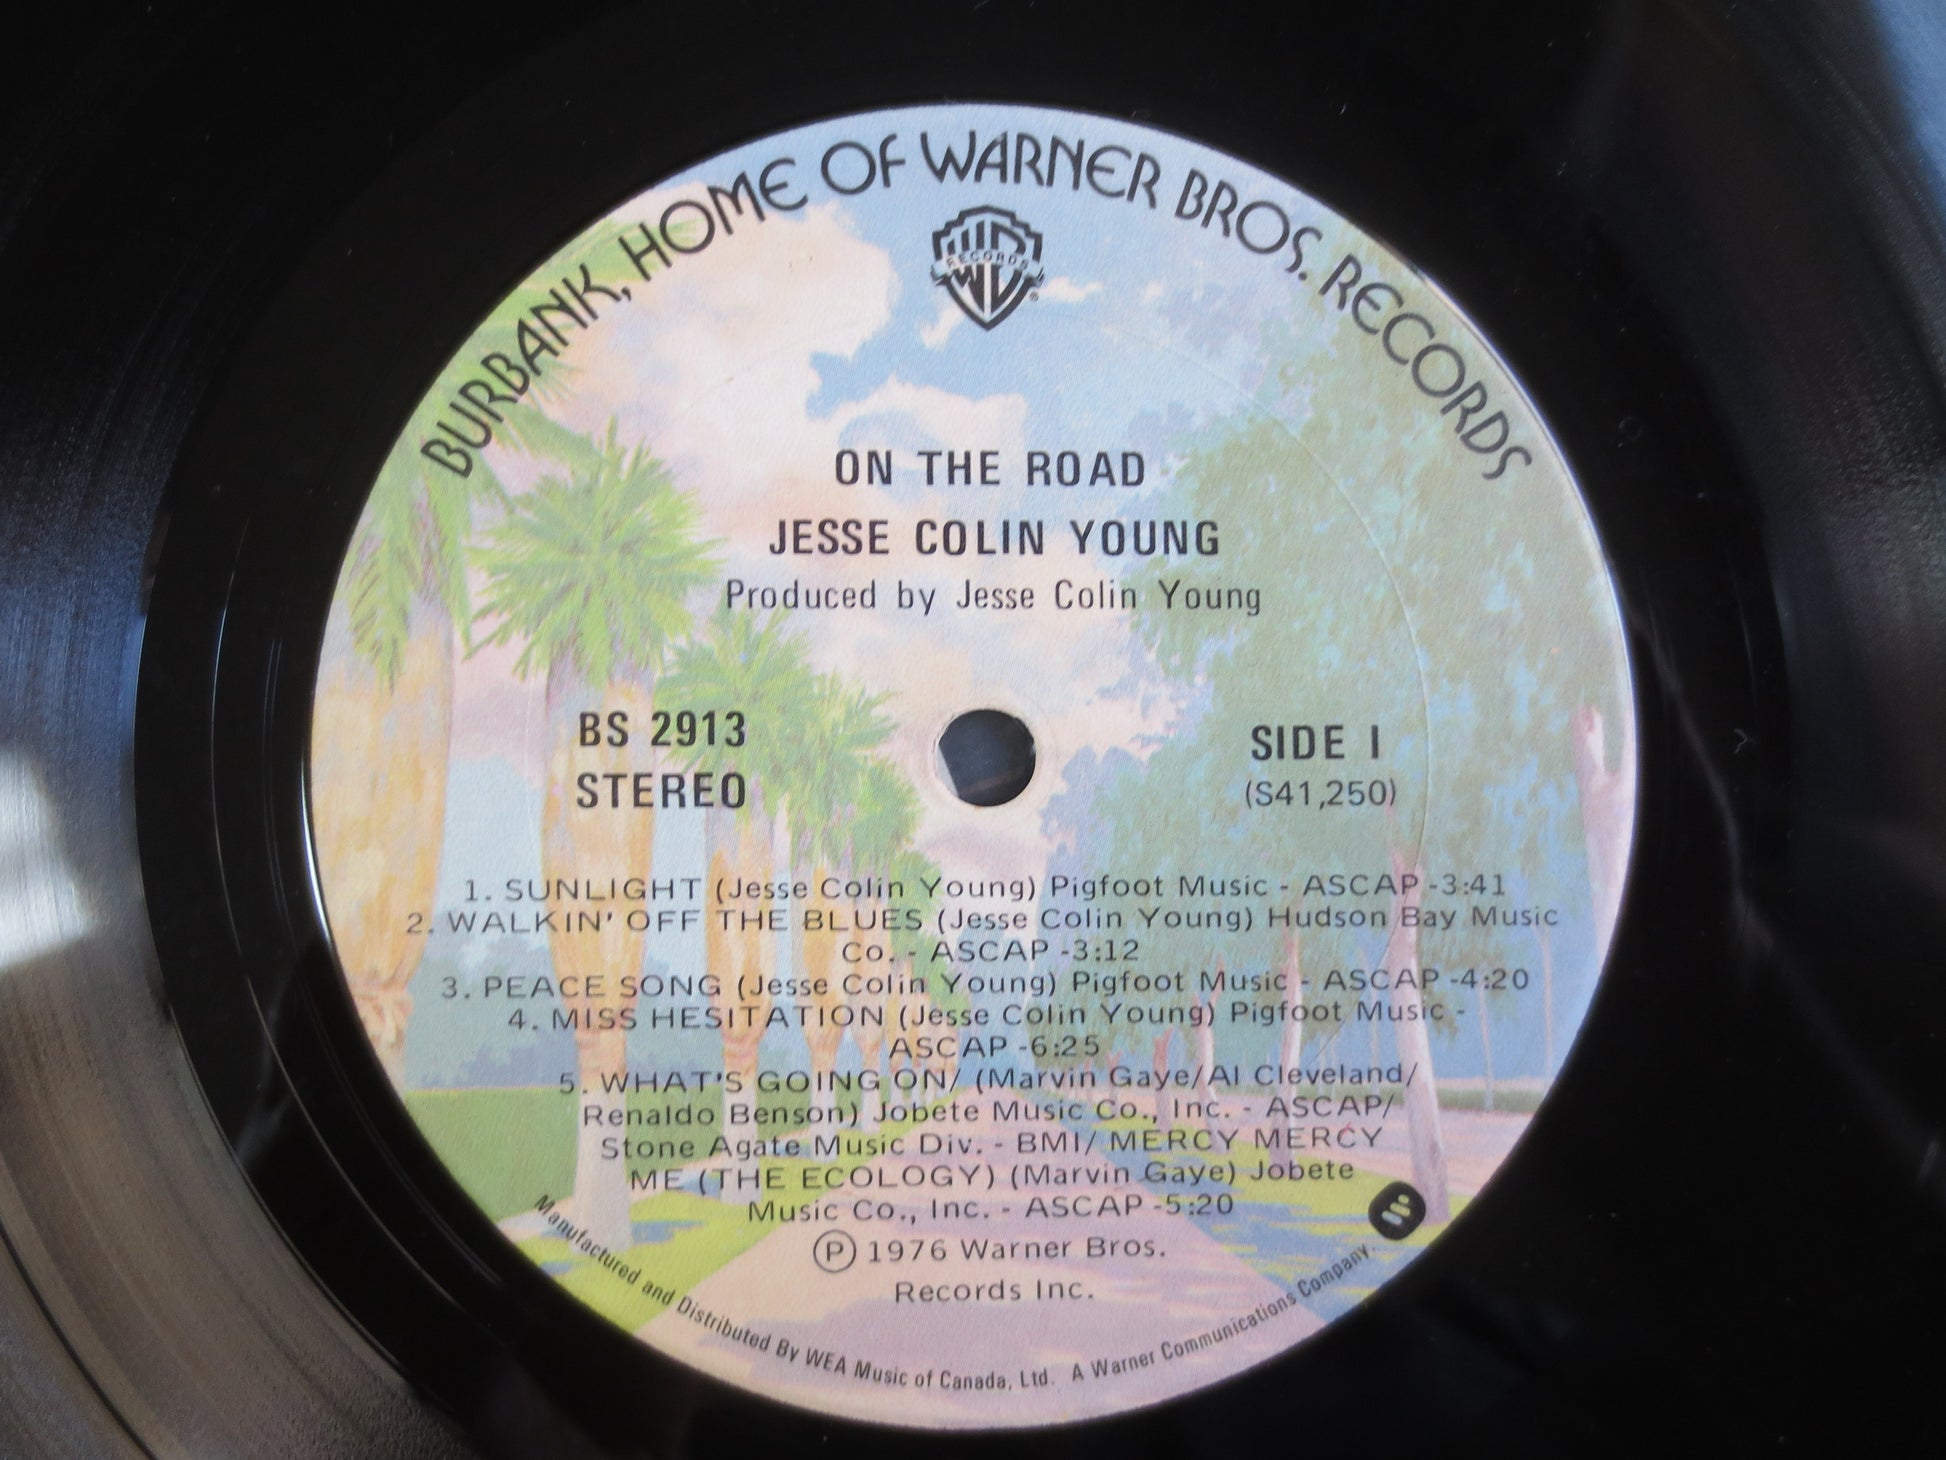 BURBANK, HOME OF WARNER BROS. RECORDS
RECORDS
®
ON THE ROAD
JESSE COLIN YOUNG
Produced by Jesse Colin Young
BS 2913
STEREO
SIDE I
(S41,250)
1. SUNLIGHT (Jesse Colin Young) Pigfoot Music - ASCAP -3:41
2. WALKIN' OFF THE BLUES (Jesse Colin Young) Hudson Bay Music
Co. - ASCAP -3:12
3. PEACE SONG (Jesse Colin Young) Pigfoot Music - ASCAP -4:20
4. MISS HESITATION (Jesse Colin Young) Pigfoot Music -
ASCAP -6:25
5. WHAT'S GOING ON/ (Marvin Gaye/Al Cleveland/
Renaldo Benson) Jobete Music Co., Inc. - ASCAP/
Stone Agate Music Div. - BMI/ MERCY MERCY
ME (THE ECOLOGY) (Marvin Gaye) Jobete
Music Co., Inc. - ASCAP -5:20
Ⓟ 1976 Warner Bros.
Records Inc.
Manufactured and Distributed By WEA Music of Canada, Ltd. A Warner Communications Company.